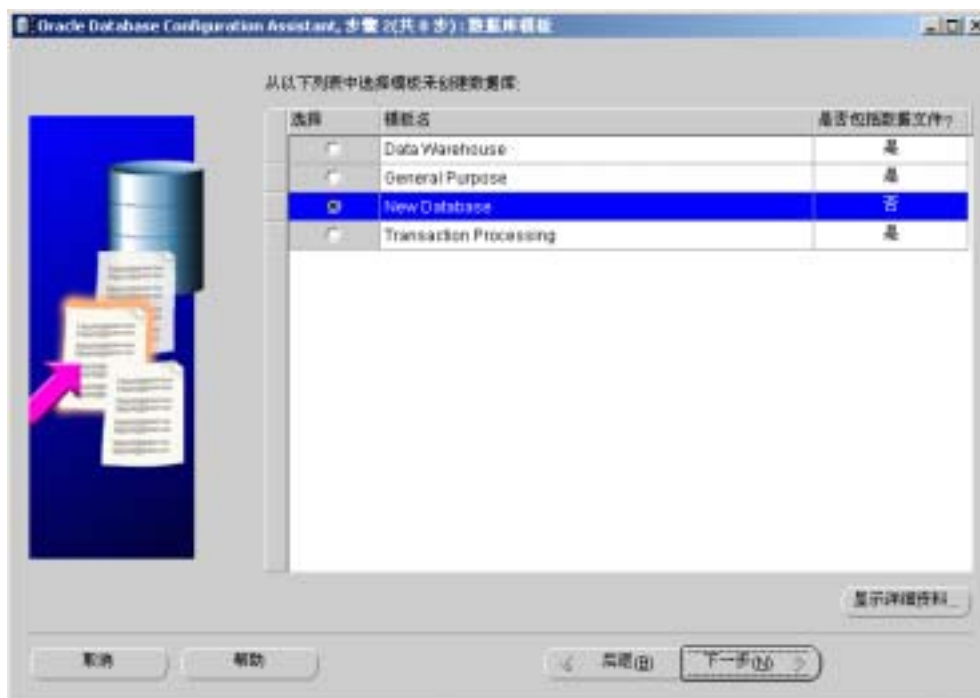 Oracle Database Configuration Assistant, 步骤 2(共 8 步) : 数据库模板
从以下列表中选择模板来创建数据库:
选择 模板名 是否包括数据文件?
Data Warehouse 是
General Purpose 是
New Database 否
Transaction Processing 是
显示详细资料...
取消 帮助 后退(B) 下一步(N)